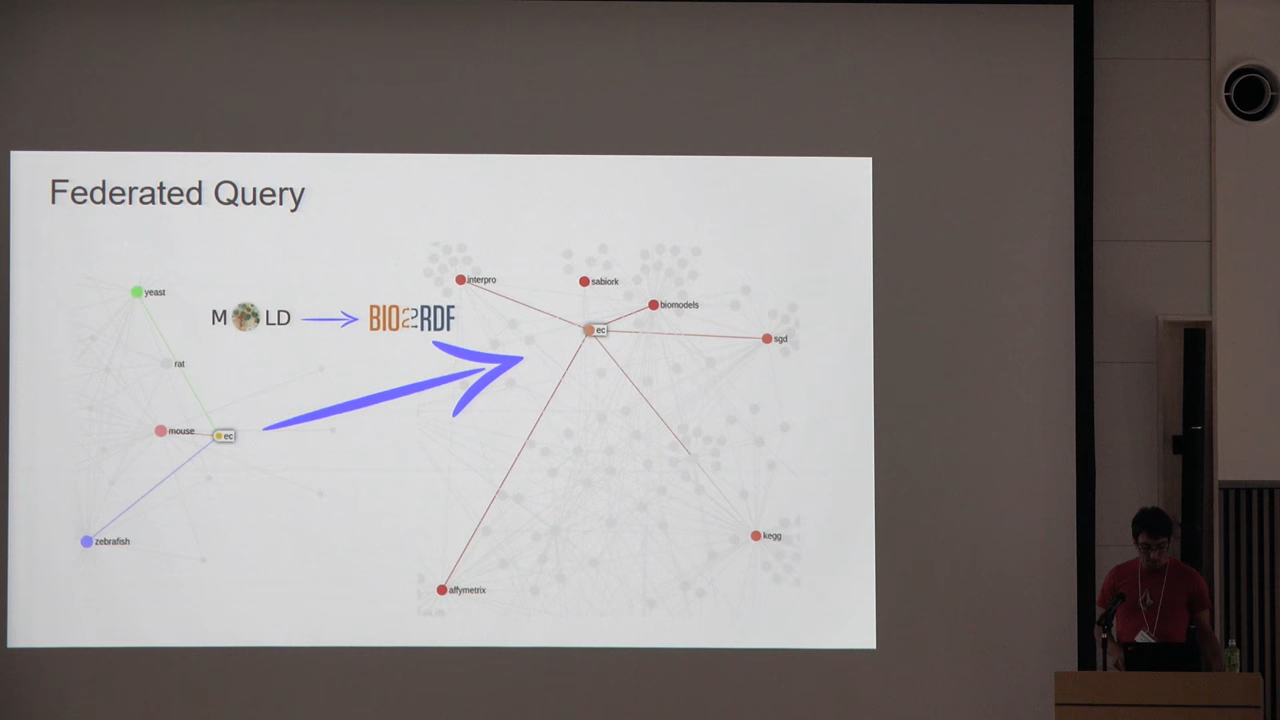 Federated Query
yeast
M LD
BIO2RDF
rat
mouse
ec
zebrafish
interpro
sabiork
biomodels
ec
sgd
kegg
affymetrix